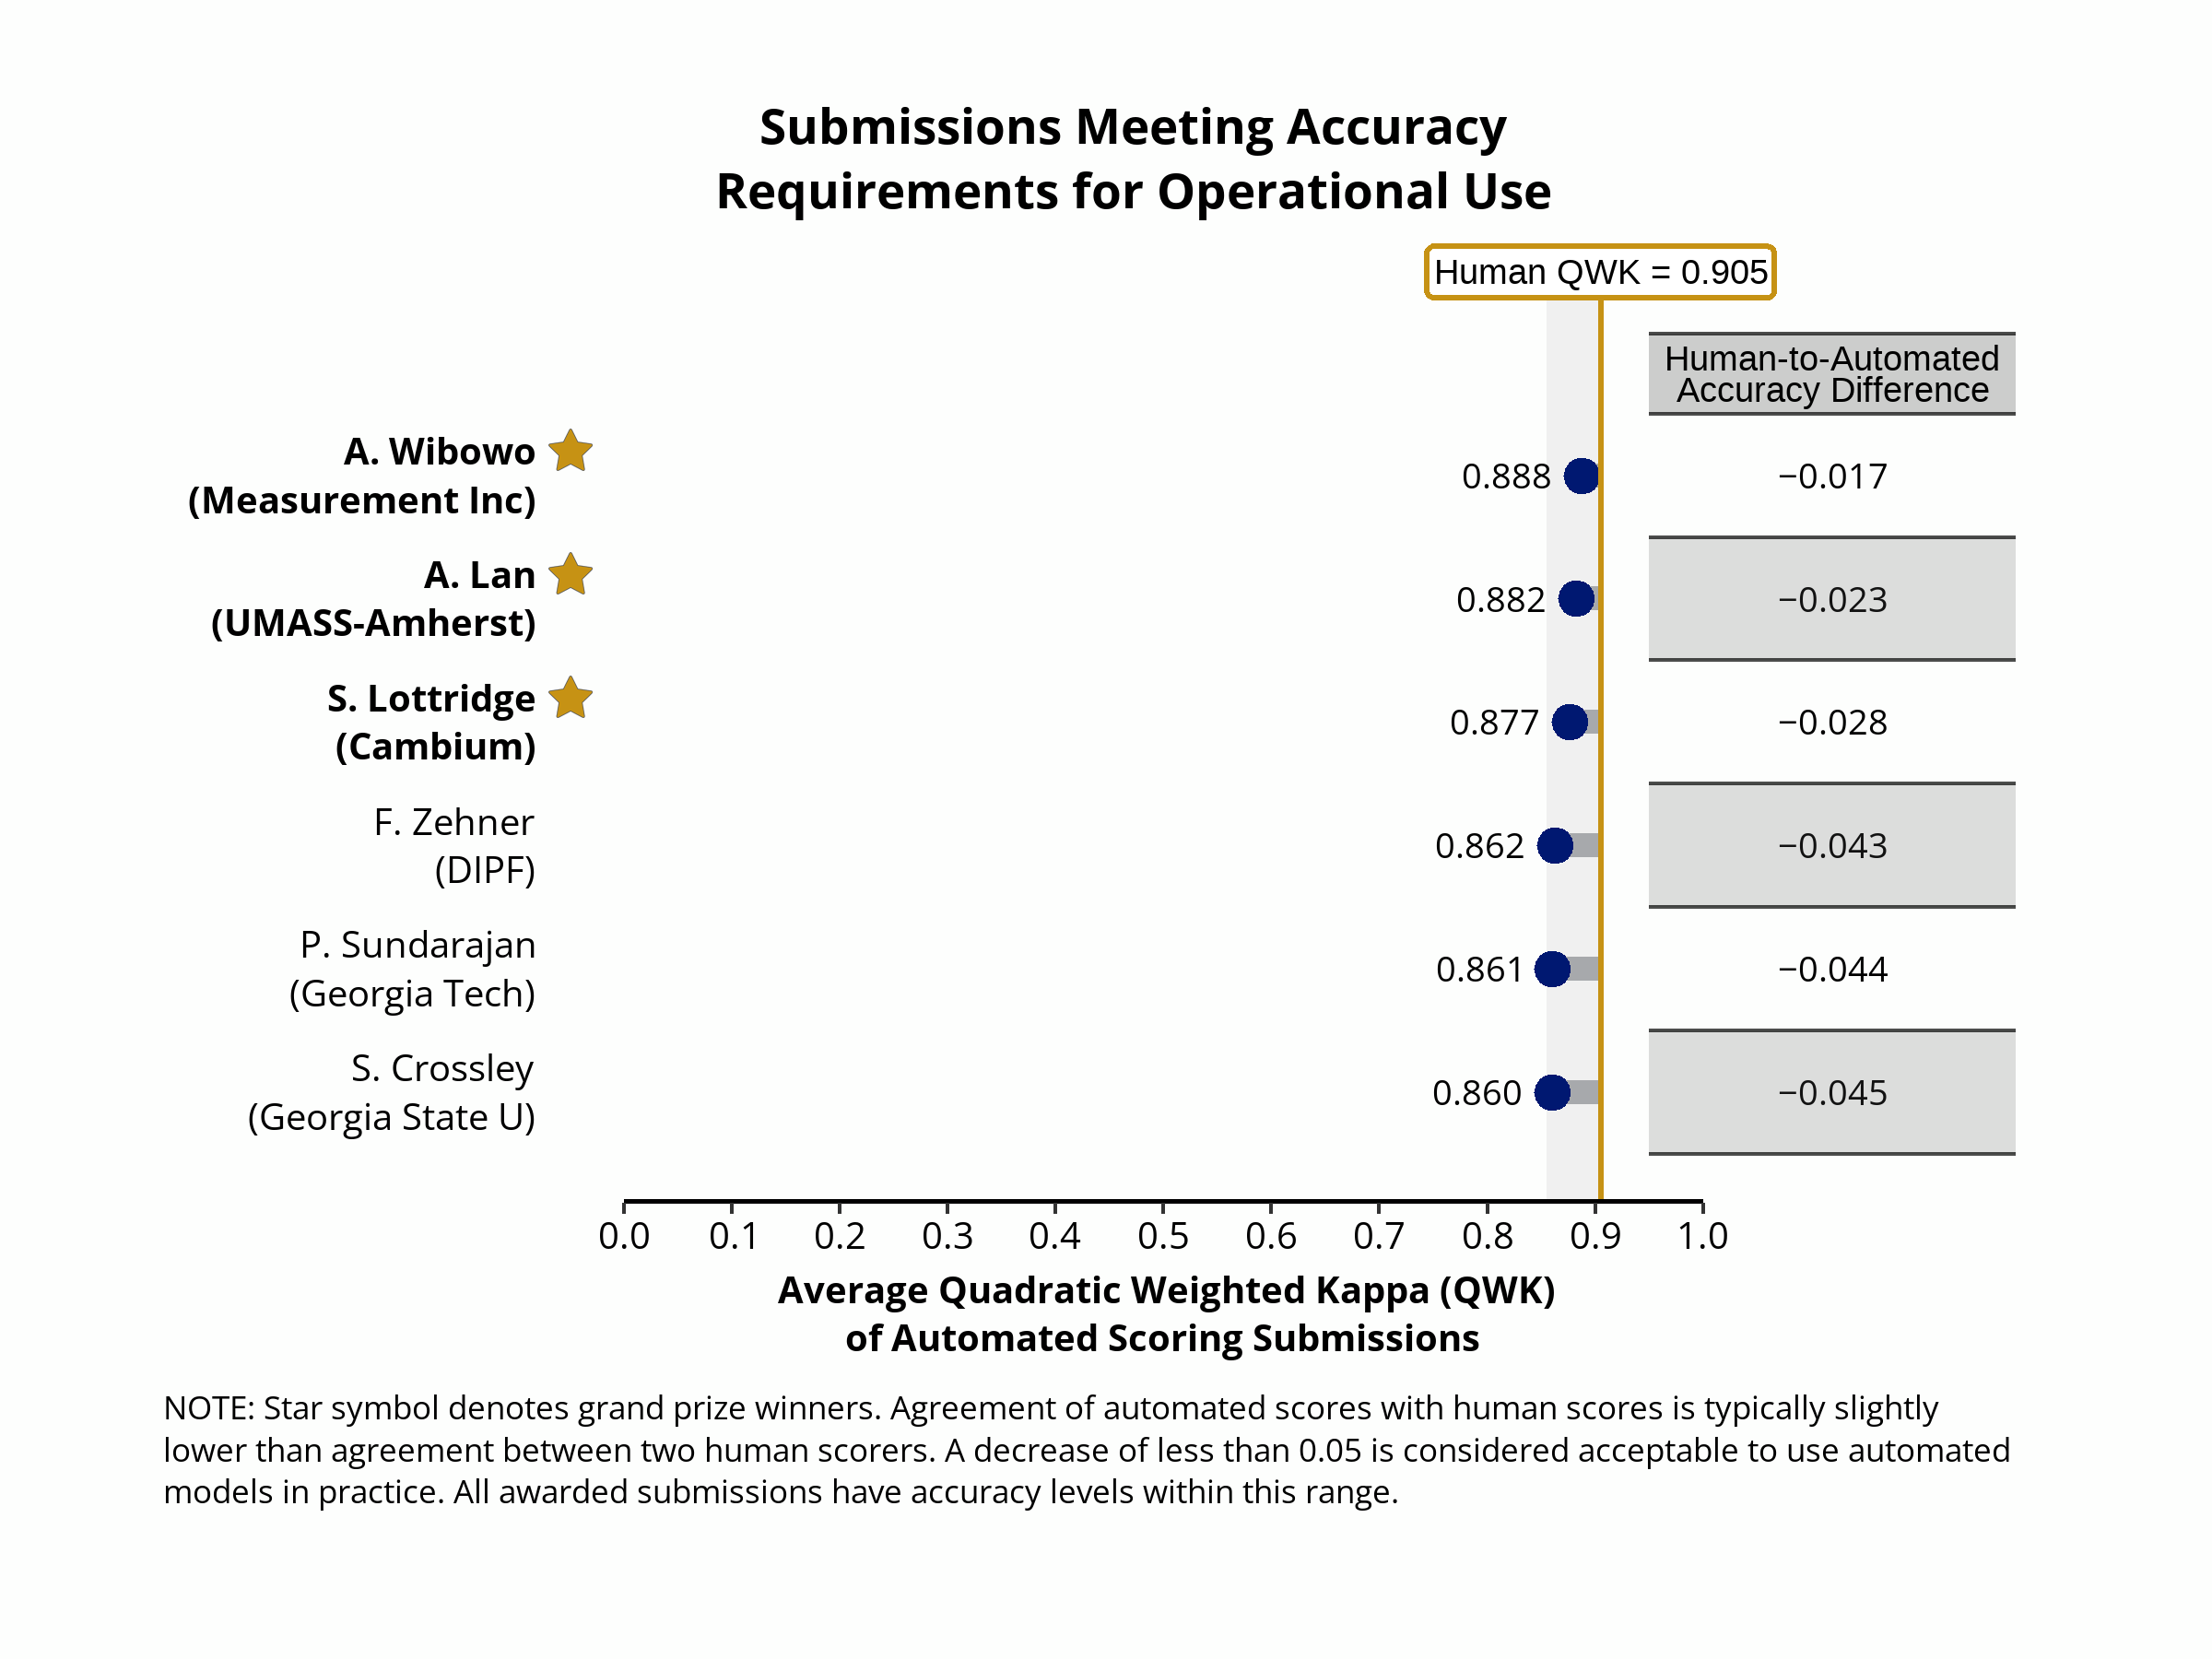 Submissions Meeting Accuracy
Requirements for Operational Use
Human QWK = 0.905
Human-to-Automated
Accuracy Difference
A. Wibowo
(Measurement Inc)
0.888
−0.017
A. Lan
(UMASS-Amherst)
0.882
−0.023
S. Lottridge
(Cambium)
0.877
−0.028
F. Zehner
(DIPF)
0.862
−0.043
P. Sundarajan
(Georgia Tech)
0.861
−0.044
S. Crossley
(Georgia State U)
0.860
−0.045
0.0 0.1 0.2 0.3 0.4 0.5 0.6 0.7 0.8 0.9 1.0
Average Quadratic Weighted Kappa (QWK)
of Automated Scoring Submissions
NOTE: Star symbol denotes grand prize winners. Agreement of automated scores with human scores is typically slightly
lower than agreement between two human scorers. A decrease of less than 0.05 is considered acceptable to use automated
models in practice. All awarded submissions have accuracy levels within this range.